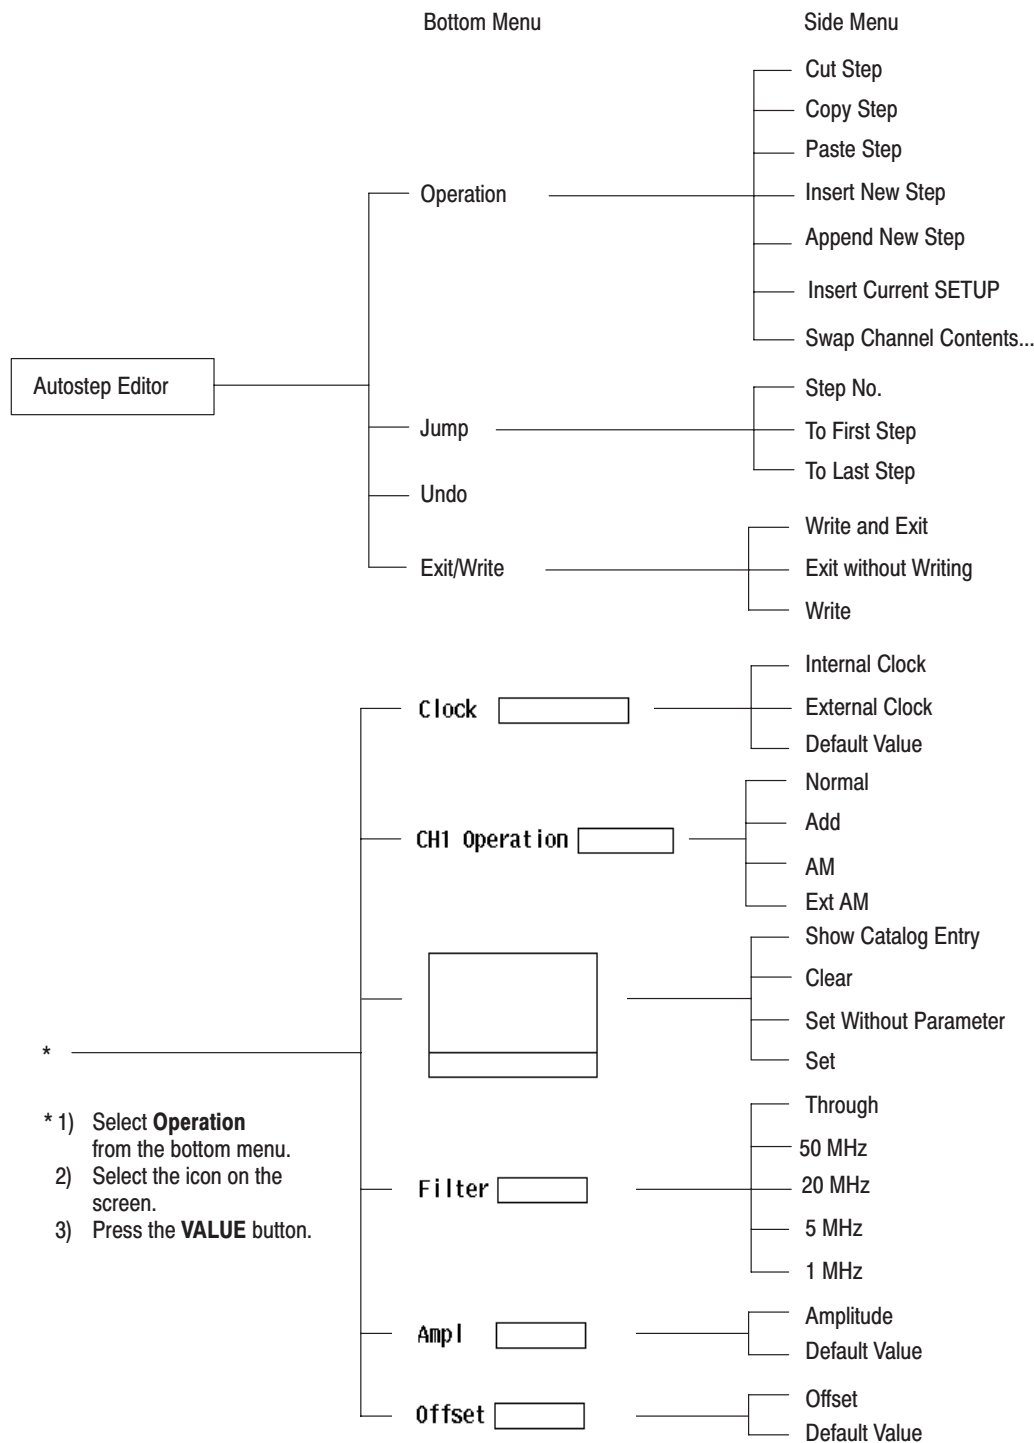 Bottom Menu
Side Menu
Cut Step
Copy Step
Paste Step
Operation
Insert New Step
Append New Step
Insert Current SETUP
Swap Channel Contents...
Autostep Editor
Step No.
Jump
To First Step
To Last Step
Undo
Write and Exit
Exit/Write
Exit without Writing
Write
Internal Clock
Clock
External Clock
Default Value
Normal
Add
CH1 Operation
AM
Ext AM
Show Catalog Entry
Clear
Set Without Parameter
Set
*
* 1) Select Operation
from the bottom menu.
2) Select the icon on the
screen.
3) Press the VALUE button.
Through
50 MHz
Filter
20 MHz
5 MHz
1 MHz
Amplitude
Ampl
Default Value
Offset
Offset
Default Value